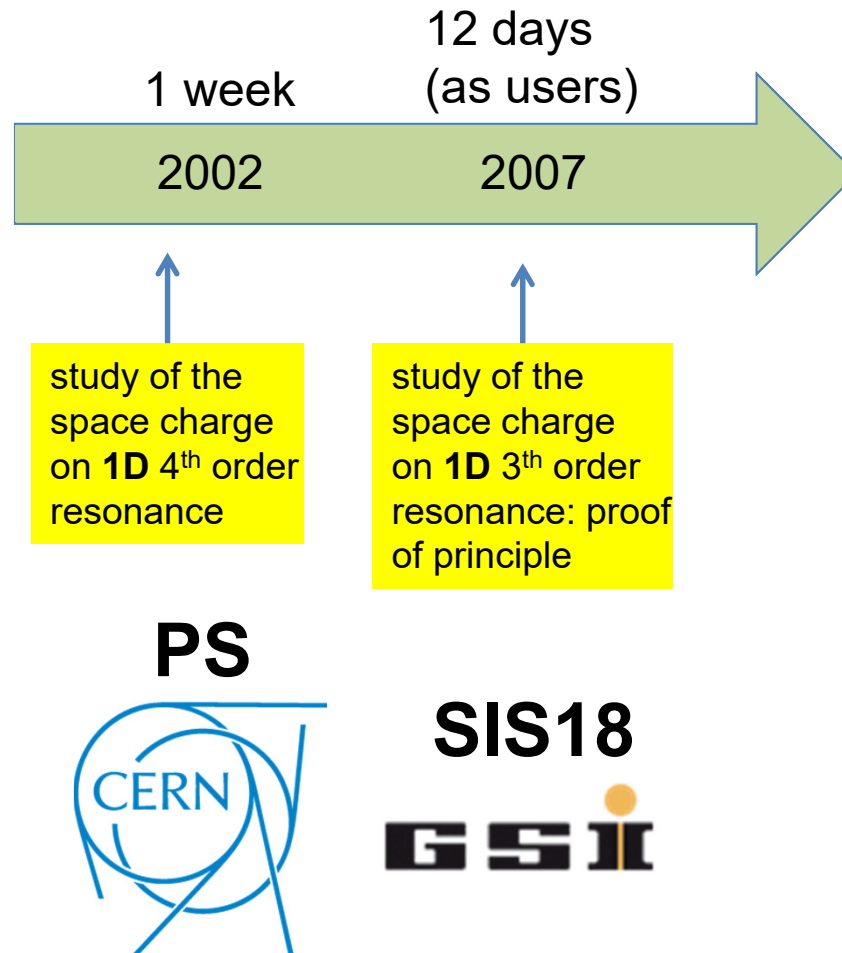 1 week
12 days
(as users)
2002
2007
study of the
space charge
on 1D 4th order
resonance
study of the
space charge
on 1D 3th order
resonance: proof
of principle
PS
CERN
SIS18
GSI